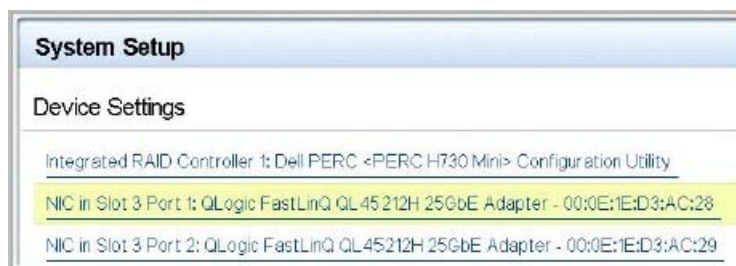 System Setup
Device Settings
Integrated RAID Controller 1: Dell PERC <PERC H730 Mini> Configuration Utility
NIC in Slot 3 Port 1: QLogic FastLinQ QL45212H 25GbE Adapter - 00:0E:1E:D3:AC:28
NIC in Slot 3 Port 2: QLogic FastLinQ QL45212H 25GbE Adapter - 00:0E:1E:D3:AC:29